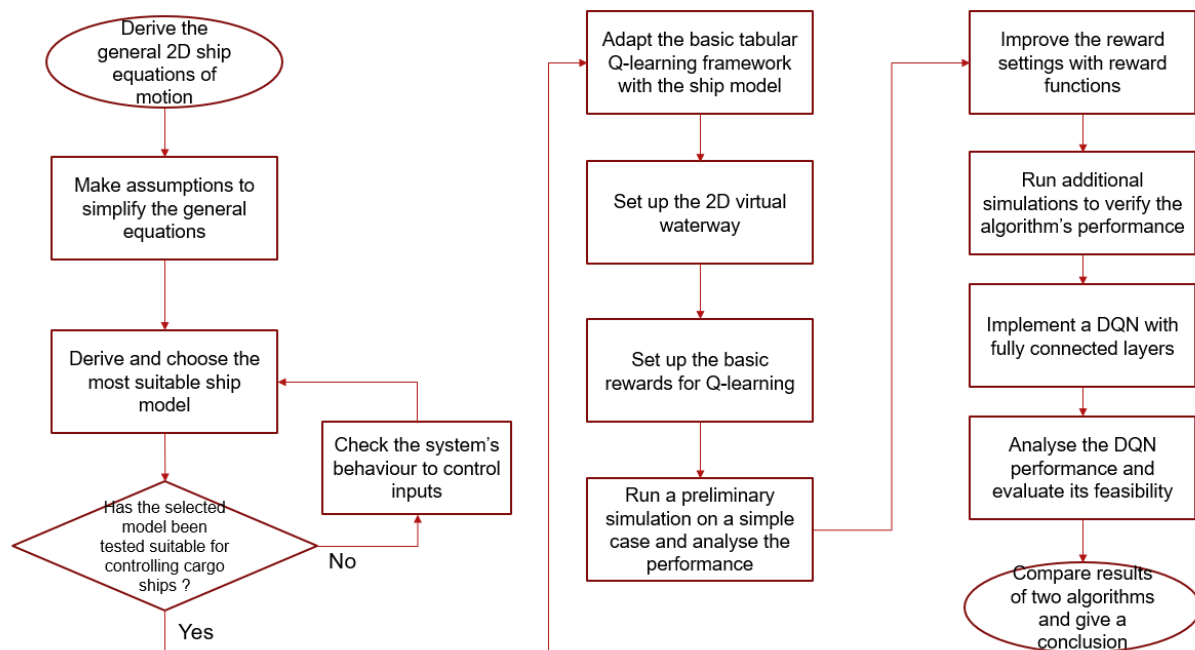 Derive the
general 2D ship
equations of
motion
Make assumptions to
simplify the general
equations
Derive and choose the
most suitable ship
model
Check the system's
behaviour to control
inputs
Has the selected
model been
tested suitable for
controlling cargo
ships ?
No
Yes
Adapt the basic tabular
Q-learning framework
with the ship model
Set up the 2D virtual
waterway
Set up the basic
rewards for Q-learning
Run a preliminary
simulation on a simple
case and analyse the
performance
Improve the reward
settings with reward
functions
Run additional
simulations to verify the
algorithm's performance
Implement a DQN with
fully connected layers
Analyse the DQN
performance and
evaluate its feasibility
Compare results
of two algorithms
and give a
conclusion